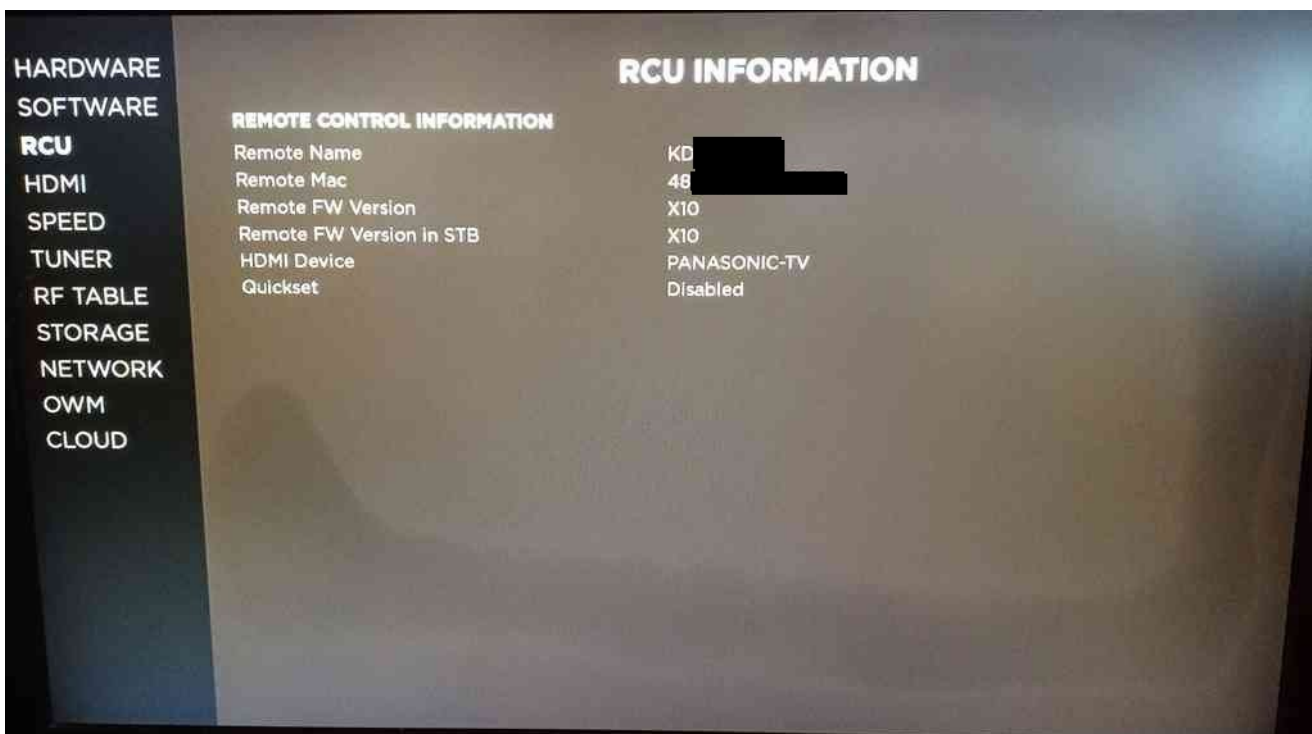 HARDWARE
SOFTWARE
RCU
HDMI
SPEED
TUNER
RF TABLE
STORAGE
NETWORK
OWM
CLOUD
RCU INFORMATION
REMOTE CONTROL INFORMATION
Remote Name KD
Remote Mac 48
Remote FW Version X10
Remote FW Version in STB X10
HDMI Device PANASONIC-TV
Quickset Disabled